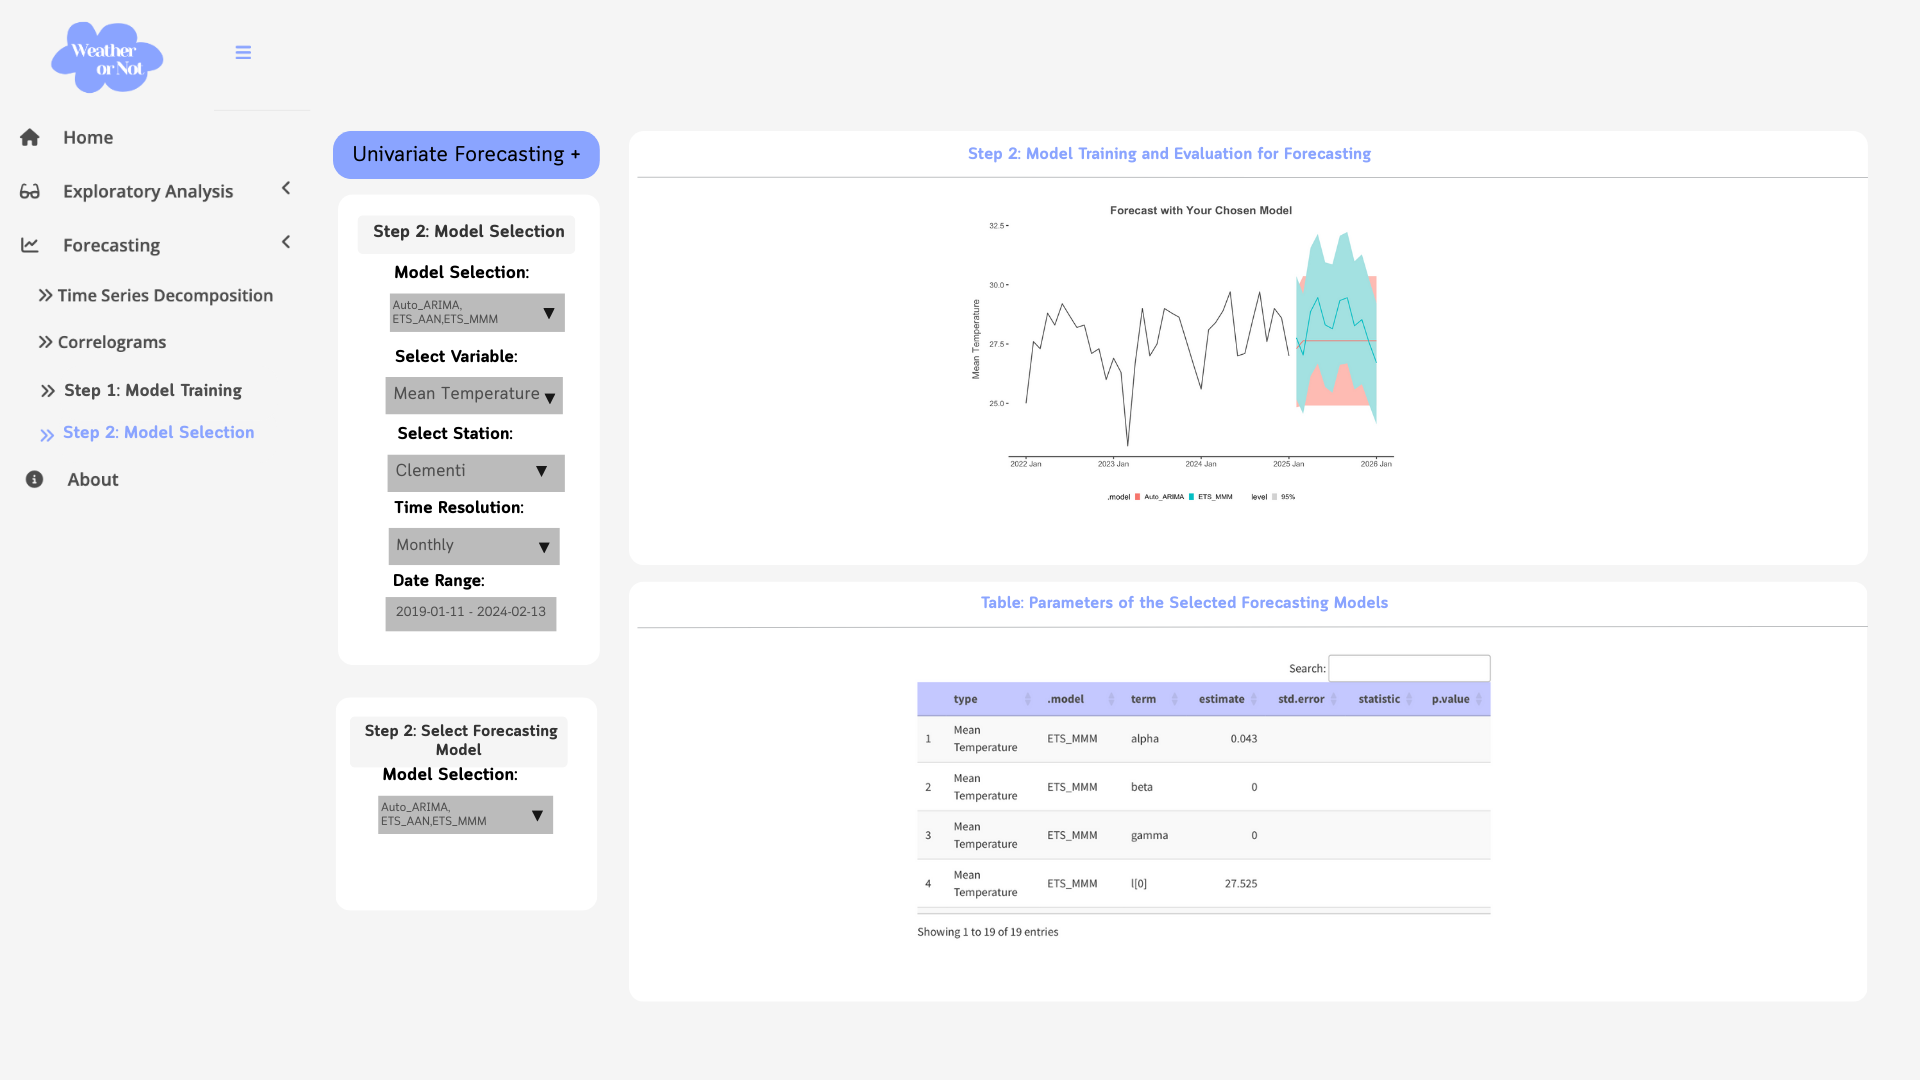 Weather
or Not
Home
Exploratory Analysis
Forecasting
Time Series Decomposition
Correlograms
Step 1: Model Training
Step 2: Model Selection
About
Univariate Forecasting +
Step 2: Model Selection
Model Selection:
Auto_ARIMA,
ETS_AAN,ETS_MMM
Select Variable:
Mean Temperature
Select Station:
Clementi
Time Resolution:
Monthly
Date Range:
2019-01-11 - 2024-02-13
Step 2: Select Forecasting
Model
Model Selection:
Auto_ARIMA,
ETS_AAN,ETS_MMM
Step 2: Model Training and Evaluation for Forecasting
Forecast with Your Chosen Model
Mean Temperature
32.5
30.0
27.5
25.0
2022 Jan 2023 Jan 2024 Jan 2025 Jan 2026 Jan
.model Auto_ARIMA ETS_MMM level 95%
Table: Parameters of the Selected Forecasting Models
Search:
type .model term estimate std.error statistic p.value
1 Mean Temperature ETS_MMM alpha 0.043
2 Mean Temperature ETS_MMM beta 0
3 Mean Temperature ETS_MMM gamma 0
4 Mean Temperature ETS_MMM l[0] 27.525
Showing 1 to 19 of 19 entries